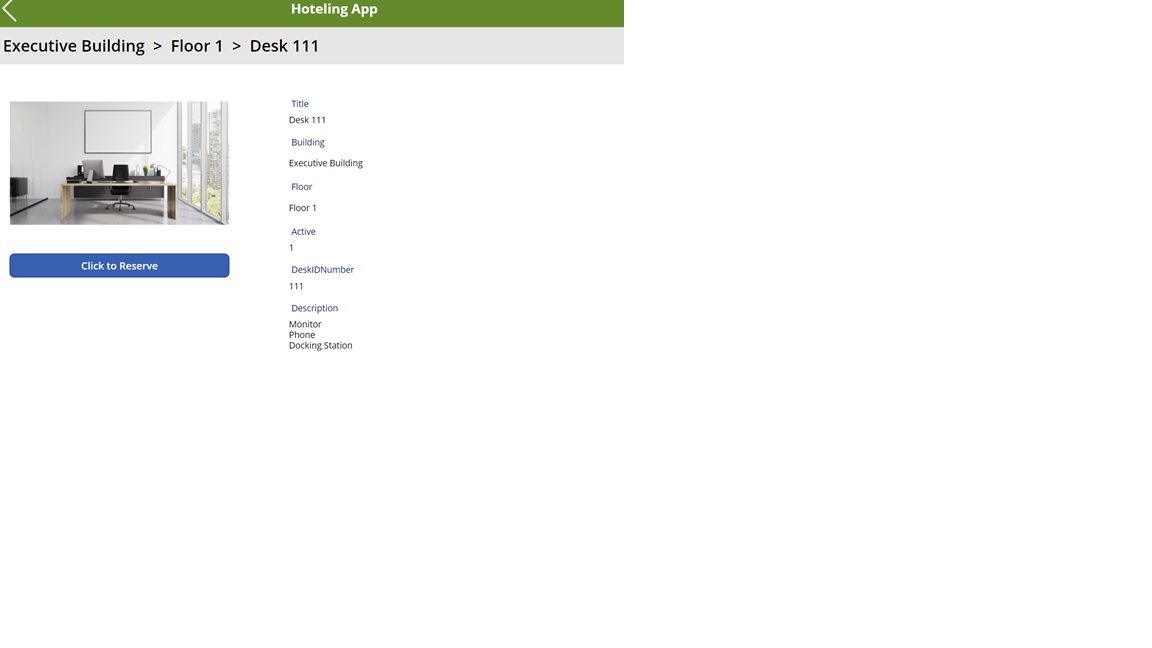 Hoteling App
Executive Building > Floor 1 > Desk 111
Click to Reserve
Title
Desk 111
Building
Executive Building
Floor
Floor 1
Active
1
DeskIDNumber
111
Description
Monitor
Phone
Docking Station